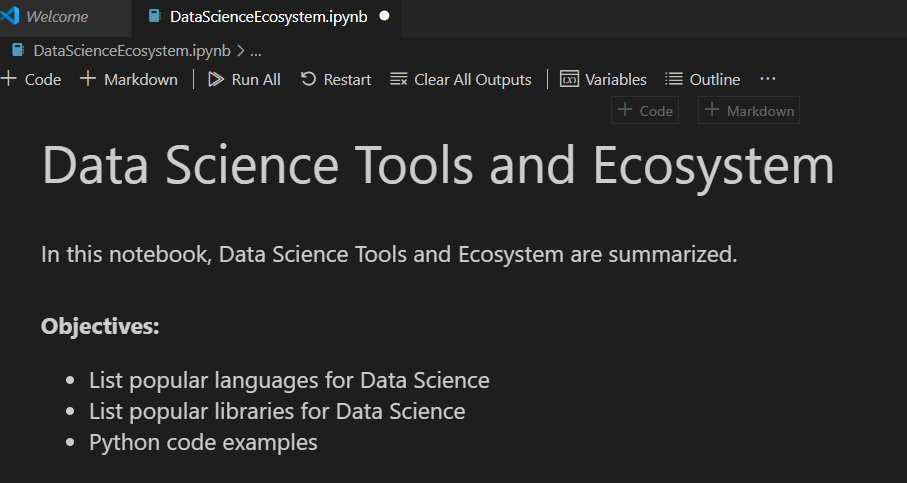 Welcome DataScienceEcosystem.ipynb
DataScienceEcosystem.ipynb > ...
+ Code + Markdown Run All Restart Clear All Outputs Variables Outline ...
+ Code + Markdown
Data Science Tools and Ecosystem
In this notebook, Data Science Tools and Ecosystem are summarized.
Objectives:
• List popular languages for Data Science
• List popular libraries for Data Science
• Python code examples